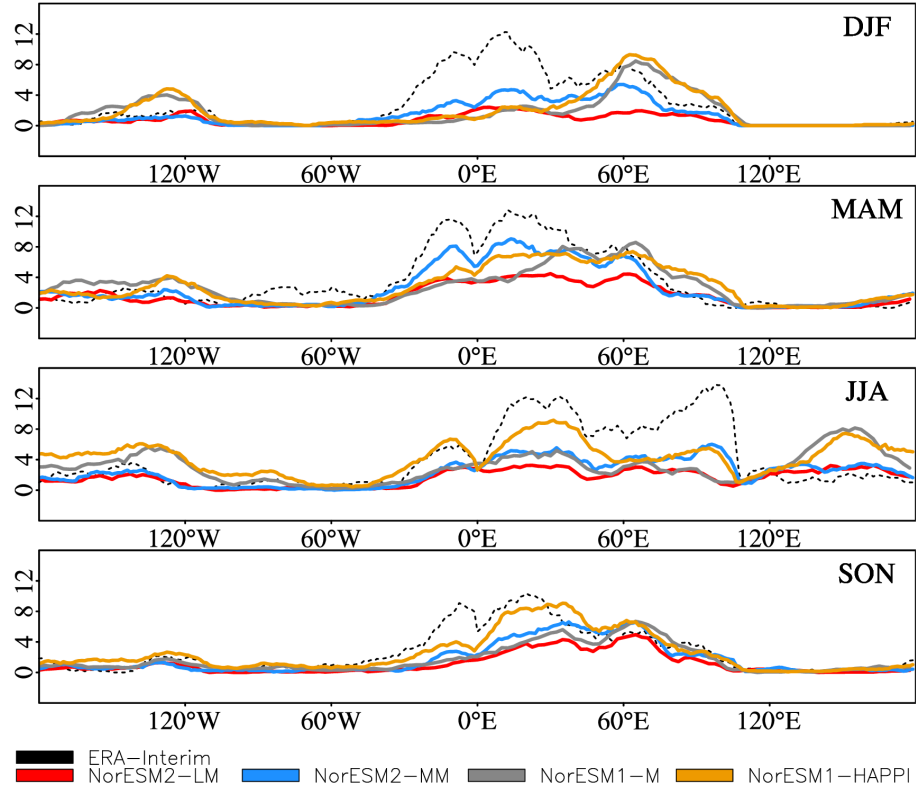 DJF
12
8
4
0
120°W 60°W 0°E 60°E 120°E
MAM
12
8
4
0
120°W 60°W 0°E 60°E 120°E
JJA
12
8
4
0
120°W 60°W 0°E 60°E 120°E
SON
12
8
4
0
120°W 60°W 0°E 60°E 120°E
ERA−Interim
NorESM2−LM NorESM2−MM NorESM1−M NorESM1−HAPPI